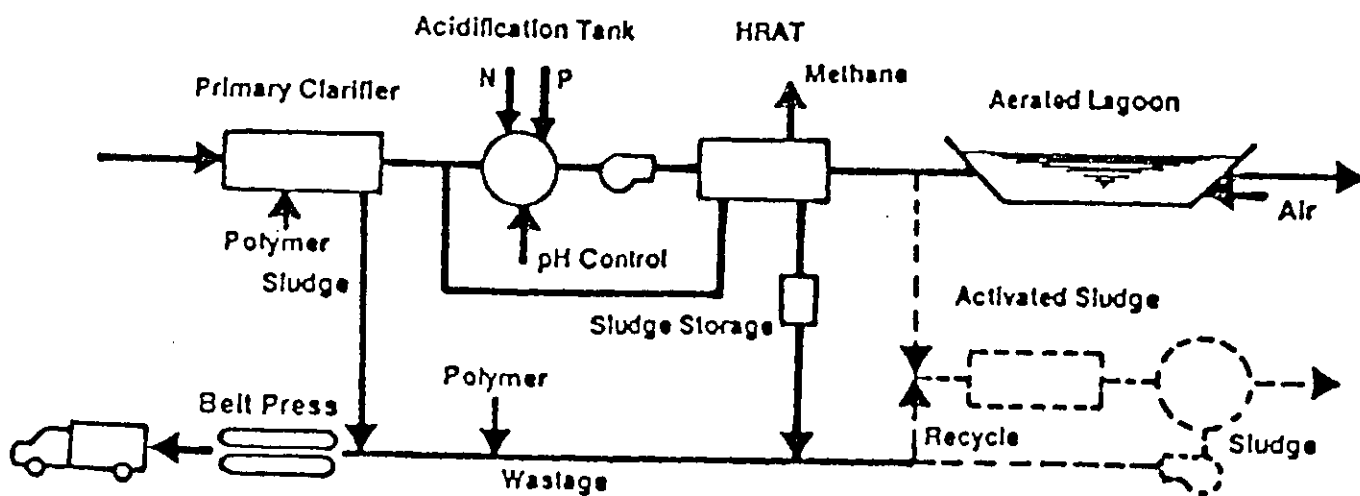 Acidification Tank
HRAT
N
P
Methane
Primary Clarifier
Aerated Lagoon
Polymer
pH Control
Air
Sludge
Sludge Storage
Activated Sludge
Polymer
Belt Press
Recycle
Sludge
Wastage